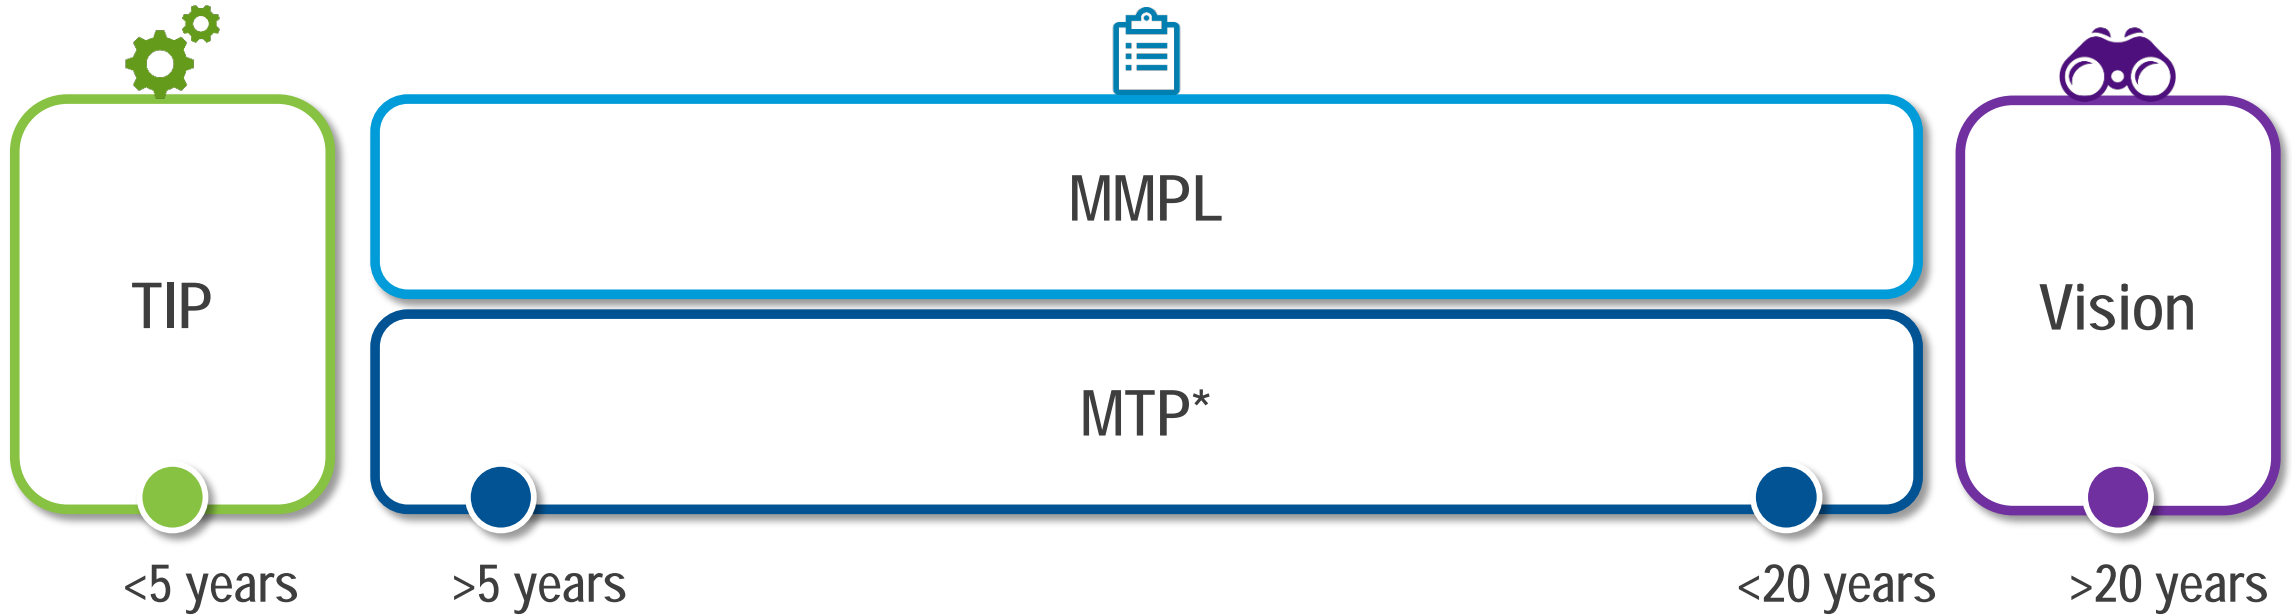 TIP
MMPL
MTP*
Vision
<5 years
>5 years
<20 years
>20 years